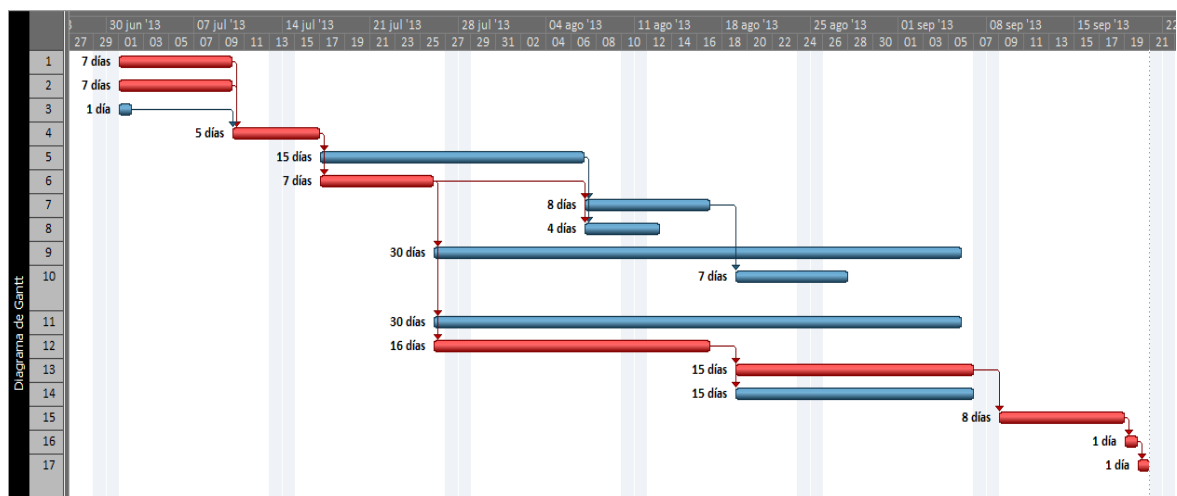 30 jun '13 07 jul '13 14 jul '13 21 jul '13 28 jul '13 04 ago '13 11 ago '13 18 ago '13 25 ago '13 01 sep '13 08 sep '13 15 sep '13 22
27 29 01 03 05 07 09 11 13 15 17 19 21 23 25 27 29 31 02 04 06 08 10 12 14 16 18 20 22 24 26 28 30 01 03 05 07 09 11 13 15 17 19 21
1 7 días
2 7 días
3 1 día
4 5 días
5 15 días
6 7 días
7 8 días
8 4 días
9 30 días
10 7 días
11 30 días
12 16 días
13 15 días
14 15 días
15 8 días
16 1 día
17 1 día
Diagrama de Gantt